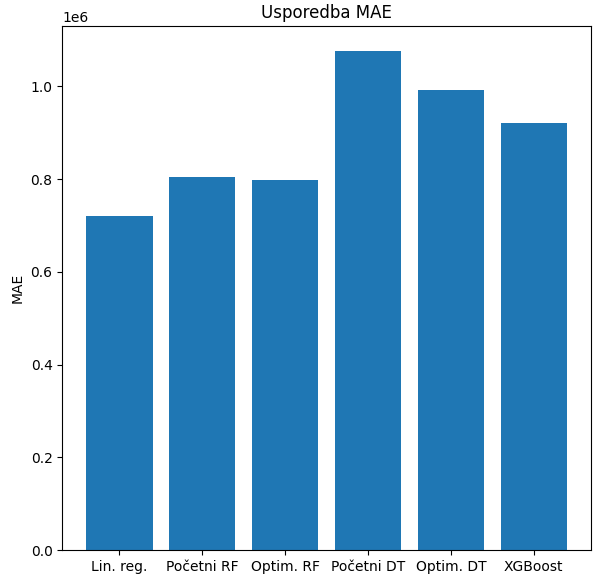 Usporedba MAE
1e6
1.0
0.8
0.6
0.4
0.2
0.0
MAE
Lin. reg. Početni RF Optim. RF Početni DT Optim. DT XGBoost